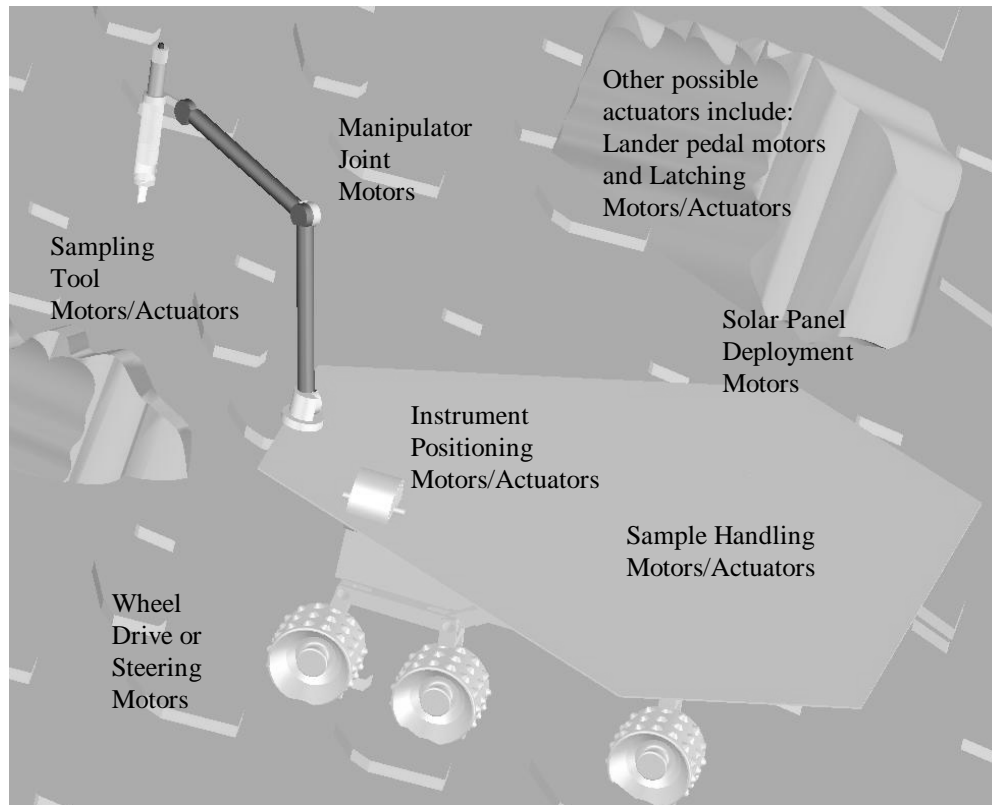 Other possible
actuators include:
Lander pedal motors
and Latching
Motors/Actuators
Manipulator
Joint
Motors
Sampling
Tool
Motors/Actuators
Solar Panel
Deployment
Motors
Instrument
Positioning
Motors/Actuators
Sample Handling
Motors/Actuators
Wheel
Drive or
Steering
Motors